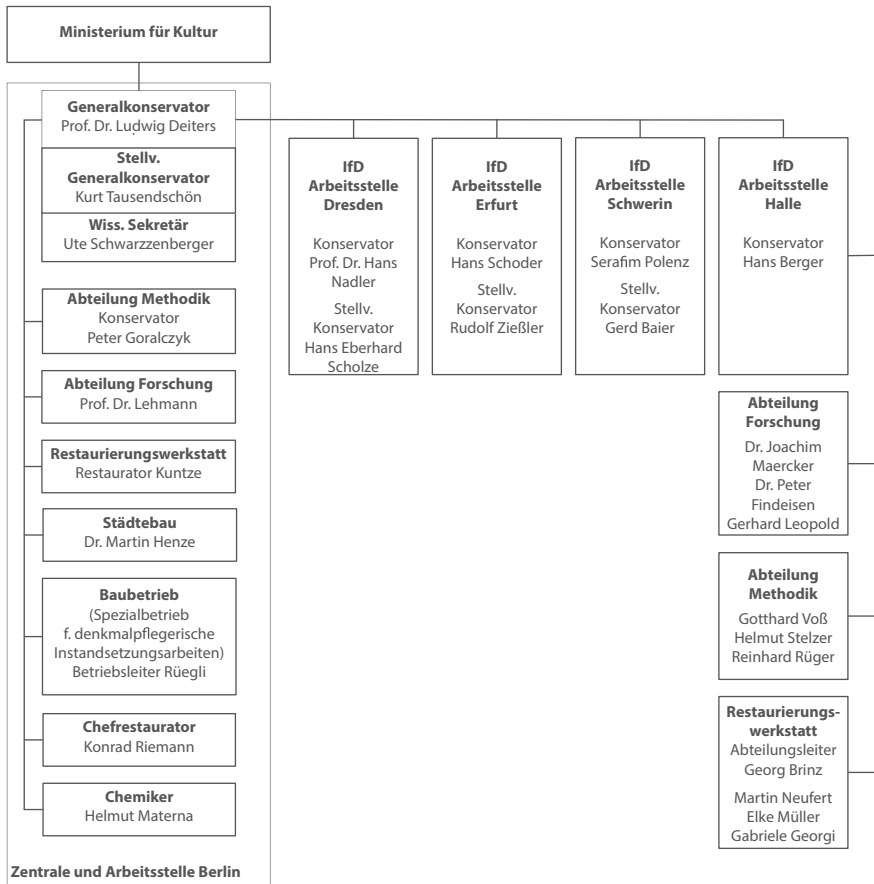 Ministerium für Kultur
Generalkonservator
Prof. Dr. Ludwig Deiters
Stellv.
Generalkonservator
Kurt Tausendschön
Wiss. Sekretär
Ute Schwarzzenberger
Abteilung Methodik
Konservator
Peter Goralczyk
Abteilung Forschung
Prof. Dr. Lehmann
Restaurierungswerkstatt
Restaurator Kuntze
Städtebau
Dr. Martin Henze
Baubetrieb
(Spezialbetrieb
f. denkmalpflegerische
Instandsetzungsarbeiten)
Betriebsleiter Rüegli
Chefrestaurator
Konrad Riemann
Chemiker
Helmut Materna
Zentrale und Arbeitsstelle Berlin
IfD
Arbeitsstelle
Dresden
Konservator
Prof. Dr. Hans
Nadler
Stellv.
Konservator
Hans Eberhard
Scholze
IfD
Arbeitsstelle
Erfurt
Konservator
Hans Schoder
Stellv.
Konservator
Rudolf Zießler
IfD
Arbeitsstelle
Schwerin
Konservator
Serafim Polenz
Stellv.
Konservator
Gerd Baier
IfD
Arbeitsstelle
Halle
Konservator
Hans Berger
Abteilung
Forschung
Dr. Joachim
Maercker
Dr. Peter
Findeisen
Gerhard Leopold
Abteilung
Methodik
Gotthard Voß
Helmut Stelzer
Reinhard Rüger
Restaurierungs-
werkstatt
Abteilungsleiter
Georg Brinz
Martin Neufert
Elke Müller
Gabriele Georgi